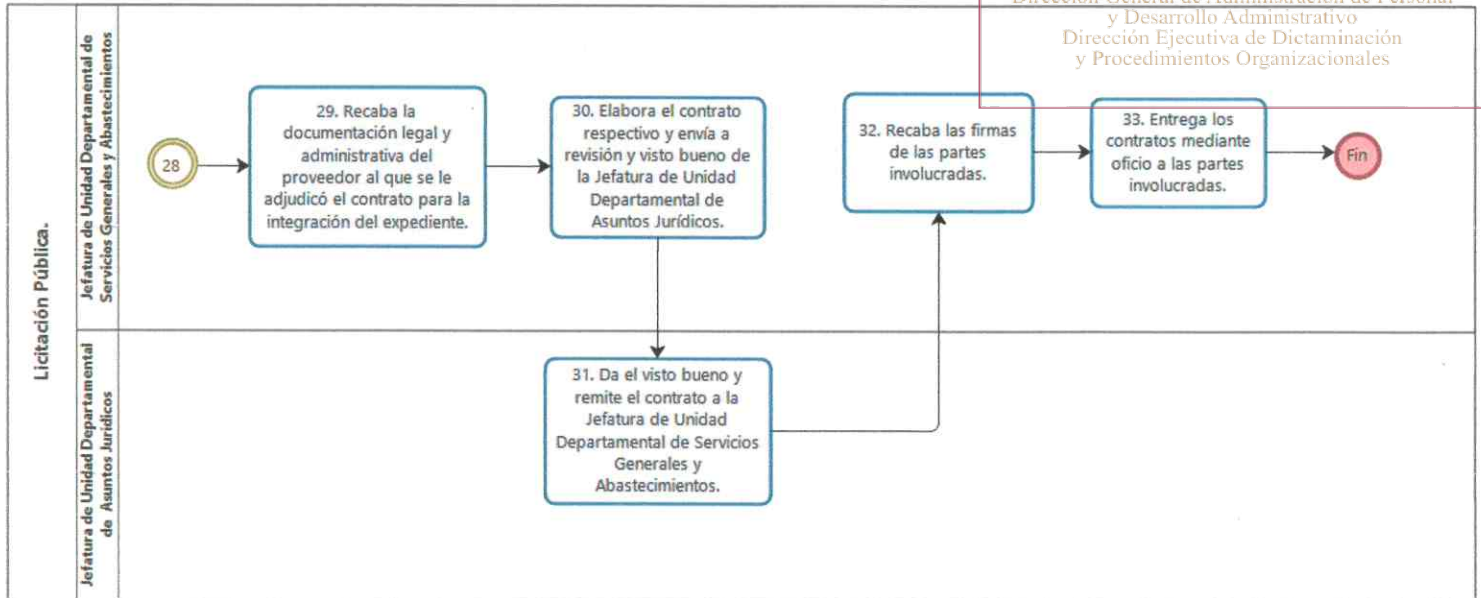 Dirección General de Administración de Personal
y Desarrollo Administrativo
Dirección Ejecutiva de Dictaminación
y Procedimientos Organizacionales
Licitación Pública.
Jefatura de Unidad Departamental de
Servicios Generales y Abastecimientos
28
29. Recaba la
documentación legal y
administrativa del
proveedor al que se le
adjudicó el contrato para la
integración del expediente.
30. Elabora el contrato
respectivo y envía a
revisión y visto bueno de
la Jefatura de Unidad
Departamental de
Asuntos Jurídicos.
32. Recaba las firmas
de las partes
involucradas.
33. Entrega los
contratos mediante
oficio a las partes
involucradas.
Fin
Jefatura de Unidad Departamental
de Asuntos Jurídicos
31. Da el visto bueno y
remite el contrato a la
Jefatura de Unidad
Departamental de Servicios
Generales y
Abastecimientos.